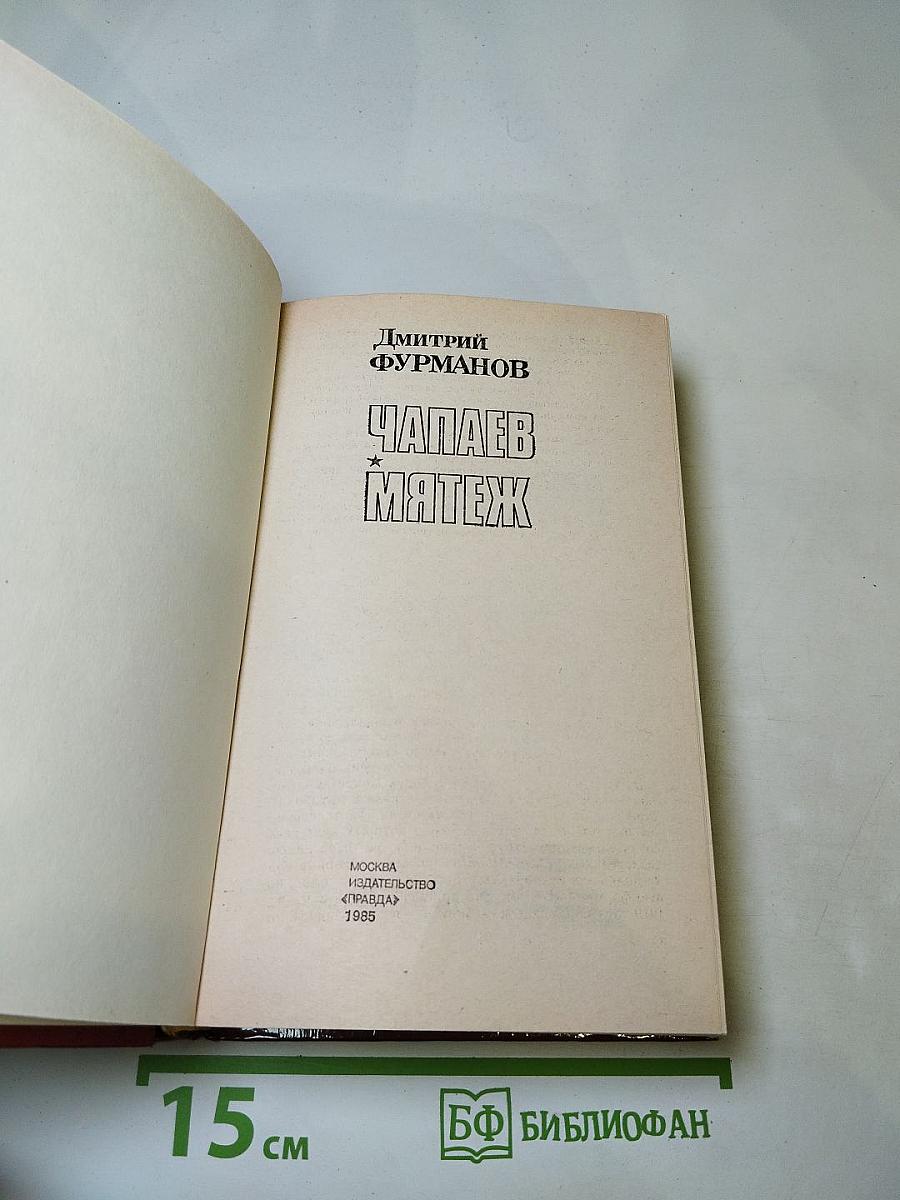 Дмитрий
ФУРМАНОВ
ЧАПАЕВ
МЯТЕЖ
МОСКВА
ИЗДАТЕЛЬСТВО
«ПРАВДА»
1985
15 см
БФ БИБЛИОФАН